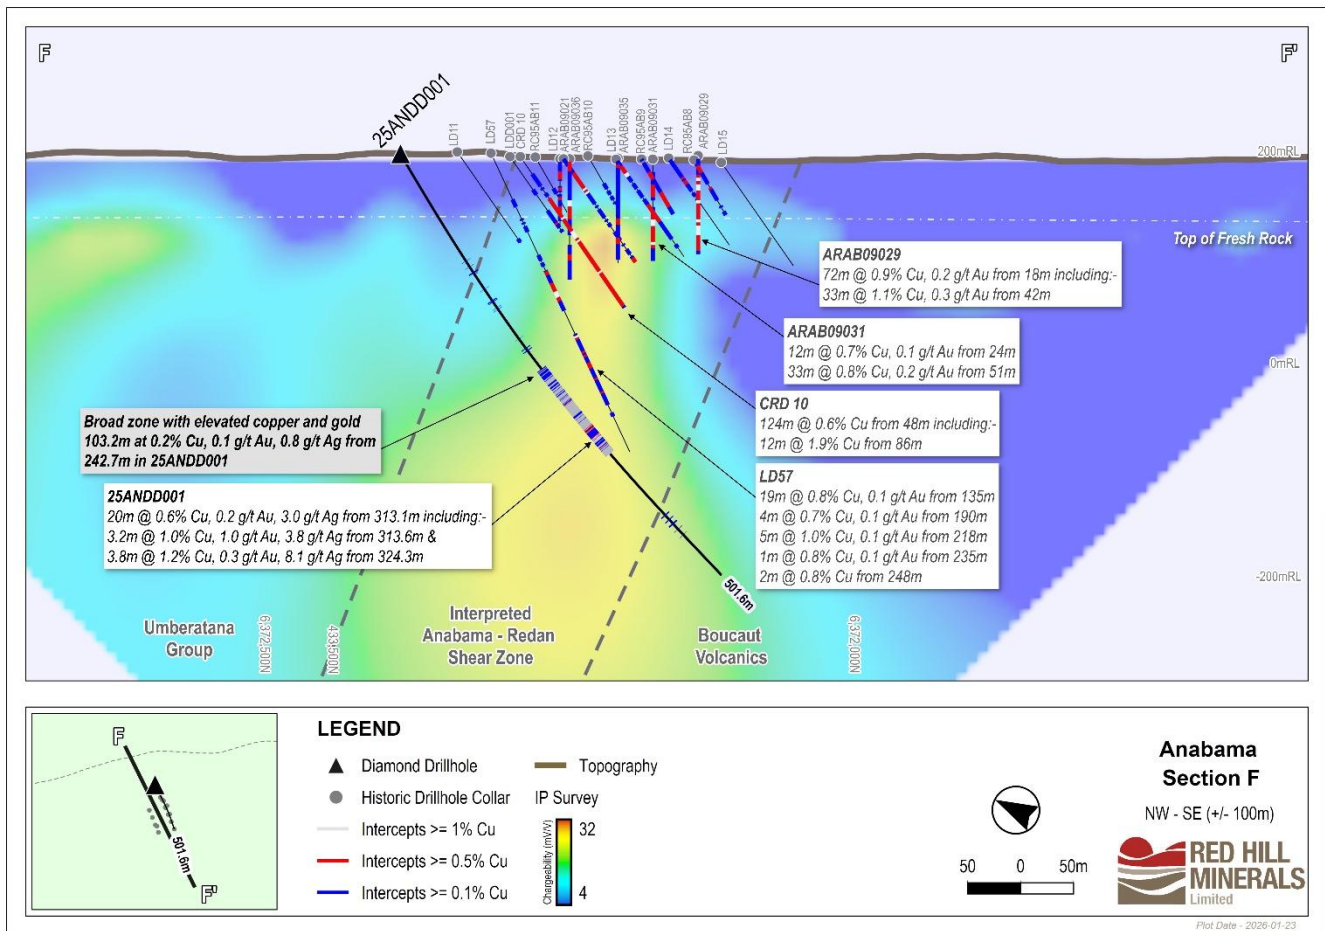 F
F'
25ANDD001
LD11
LD57
LDD001
CRD 10
RC95AB11
LD12
ARAB09021
ARAB09036
RC95AB10
LD13
ARAB09035
RC95AB9
ARAB09031
LD14
RC95AB8
ARAB09029
LD15
200mRL
Top of Fresh Rock
ARAB09029
72m @ 0.9% Cu, 0.2 g/t Au from 18m including:-
33m @ 1.1% Cu, 0.3 g/t Au from 42m
ARAB09031
12m @ 0.7% Cu, 0.1 g/t Au from 24m
33m @ 0.8% Cu, 0.2 g/t Au from 51m
0mRL
CRD 10
124m @ 0.6% Cu from 48m including:-
12m @ 1.9% Cu from 86m
Broad zone with elevated copper and gold
103.2m at 0.2% Cu, 0.1 g/t Au, 0.8 g/t Ag from
242.7m in 25ANDD001
LD57
19m @ 0.8% Cu, 0.1 g/t Au from 135m
4m @ 0.7% Cu, 0.1 g/t Au from 190m
5m @ 1.0% Cu, 0.1 g/t Au from 218m
1m @ 0.8% Cu, 0.1 g/t Au from 235m
2m @ 0.8% Cu from 248m
25ANDD001
20m @ 0.6% Cu, 0.2 g/t Au, 3.0 g/t Ag from 313.1m including:-
3.2m @ 1.0% Cu, 1.0 g/t Au, 3.8 g/t Ag from 313.6m &
3.8m @ 1.2% Cu, 0.3 g/t Au, 8.1 g/t Ag from 324.3m
-200mRL
501.6m
Umberatana
Group
6,372,500N
433,500N
Interpreted
Anabama - Redan
Shear Zone
Boucaut
Volcanics
6,372,000N
F
501.6m
F'
LEGEND
Diamond Drillhole
Historic Drillhole Collar
Intercepts >= 1% Cu
Intercepts >= 0.5% Cu
Intercepts >= 0.1% Cu
Topography
IP Survey
Chargeability (mV/V)
32
4
50
0
50m
Anabama
Section F
NW - SE (+/- 100m)
RED HILL
MINERALS
Limited
Plot Date - 2026-01-23